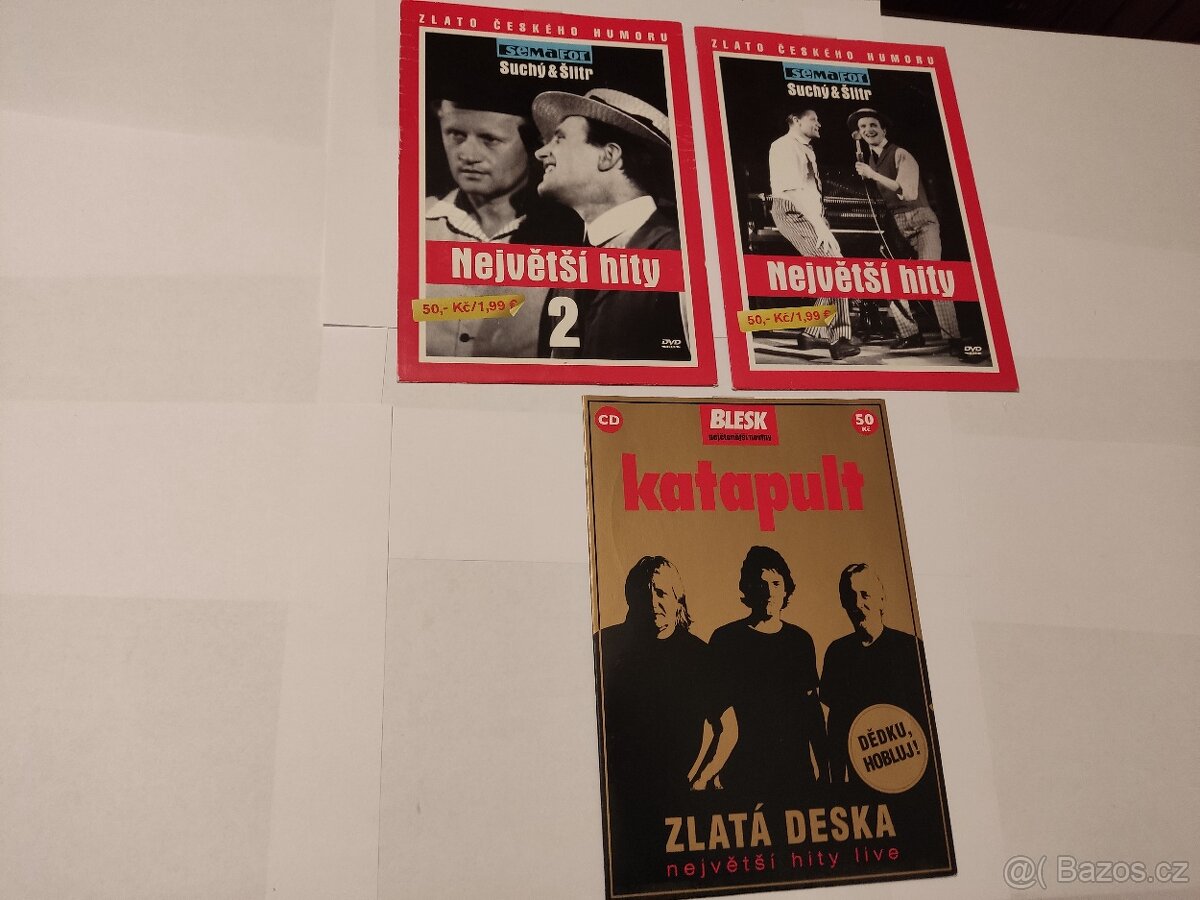 ZLATO ČESKÉHO HUMORU
semafor
Suchý & Šlitr
Největší hity
50,- Kč/1,99 €
2
DVD
ZLATO ČESKÉHO HUMORU
semafor
Suchý & Šlitr
Největší hity
50,- Kč/1,99 €
DVD
CD
BLESK
nejčtenější noviny
50
Kč
katapult
DĚDKU,
HOBLUJ!
ZLATÁ DESKA
největší hity live
@( Bazos.cz